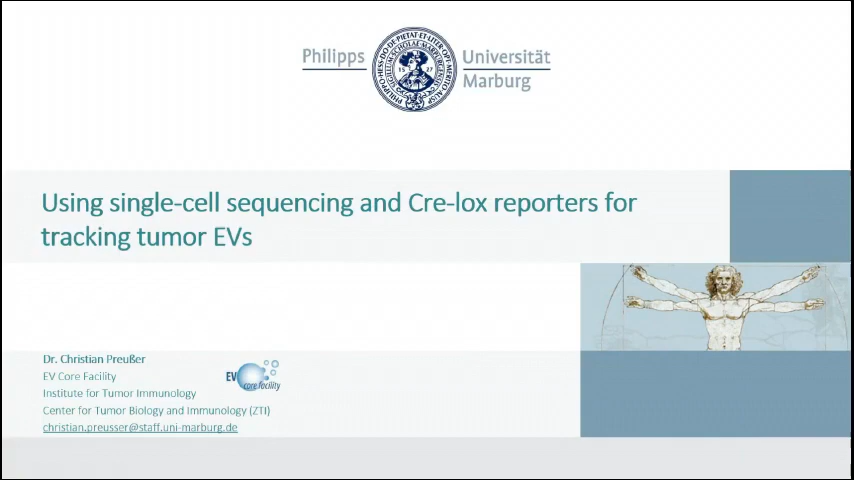 Philipps
Universität
Marburg
Using single-cell sequencing and Cre-lox reporters for
tracking tumor EVs
Dr. Christian Preußer
EV Core Facility
Institute for Tumor Immunology
Center for Tumor Biology and Immunology (ZTI)
christian.preusser@staff.uni-marburg.de
EV
core facility